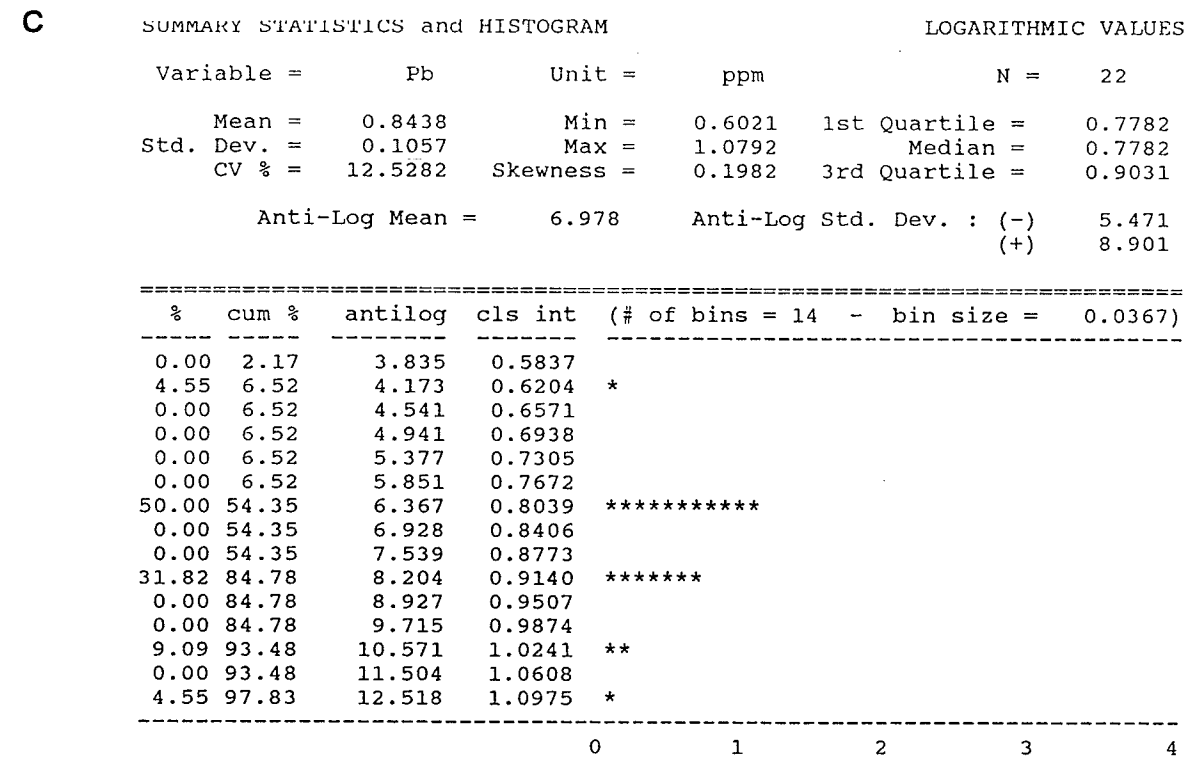 C
SUMMARY STATISTICS and HISTOGRAM LOGARITHMIC VALUES
Variable = Pb Unit = ppm N = 22
Mean = 0.8438 Min = 0.6021 1st Quartile = 0.7782
Std. Dev. = 0.1057 Max = 1.0792 Median = 0.7782
CV % = 12.5282 Skewness = 0.1982 3rd Quartile = 0.9031
Anti-Log Mean = 6.978 Anti-Log Std. Dev. : (-) 5.471
(+) 8.901
% cum % antilog cls int (# of bins = 14 - bin size = 0.0367)
0.00 2.17 3.835 0.5837
4.55 6.52 4.173 0.6204 *
0.00 6.52 4.541 0.6571
0.00 6.52 4.941 0.6938
0.00 6.52 5.377 0.7305
0.00 6.52 5.851 0.7672
50.00 54.35 6.367 0.8039 ***********
0.00 54.35 6.928 0.8406
0.00 54.35 7.539 0.8773
31.82 84.78 8.204 0.9140 *******
0.00 84.78 8.927 0.9507
0.00 84.78 9.715 0.9874
9.09 93.48 10.571 1.0241 **
0.00 93.48 11.504 1.0608
4.55 97.83 12.518 1.0975 *
0 1 2 3 4